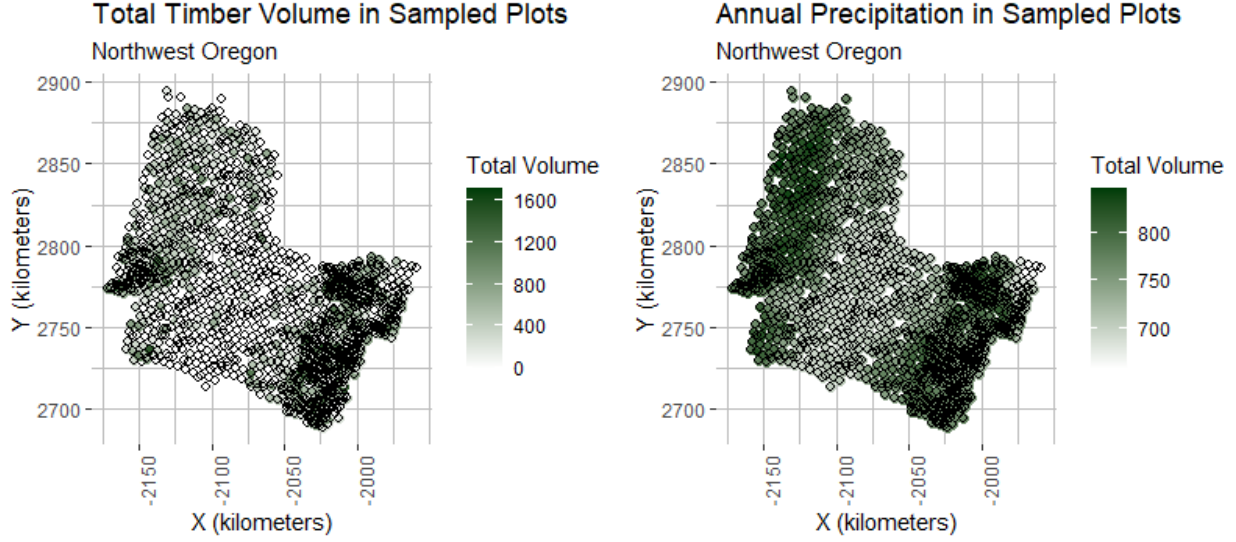 Total Timber Volume in Sampled Plots
Northwest Oregon
2900
2850
2800
2750
2700
Y (kilometers)
-2150
-2100
-2050
-2000
X (kilometers)
Total Volume
1600
1200
800
400
0
Annual Precipitation in Sampled Plots
Northwest Oregon
2900
2850
2800
2750
2700
Y (kilometers)
-2150
-2100
-2050
-2000
X (kilometers)
Total Volume
800
750
700